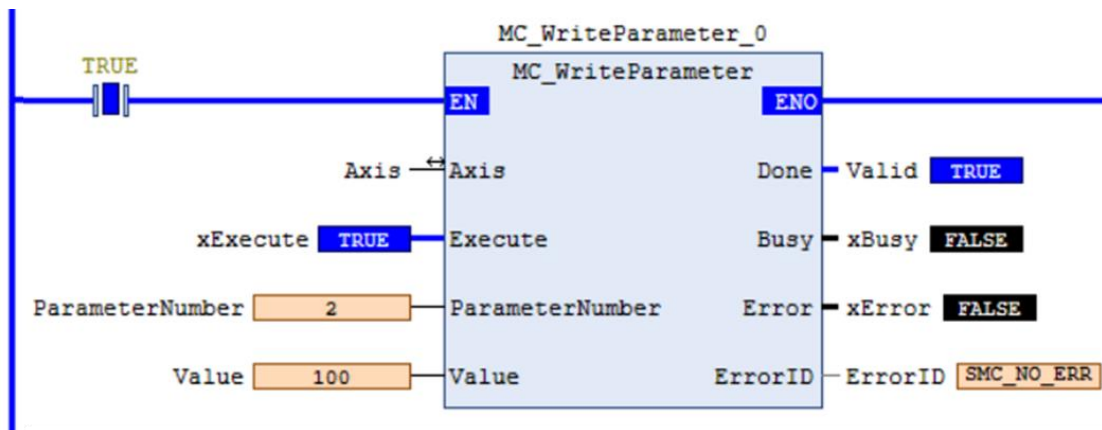 MC_WriteParameter_0
TRUE
MC_WriteParameter
EN ENO
Axis Axis Done Valid TRUE
xExecute TRUE Execute Busy xBusy FALSE
ParameterNumber 2 ParameterNumber Error xError FALSE
Value 100 Value ErrorID ErrorID SMC_NO_ERR